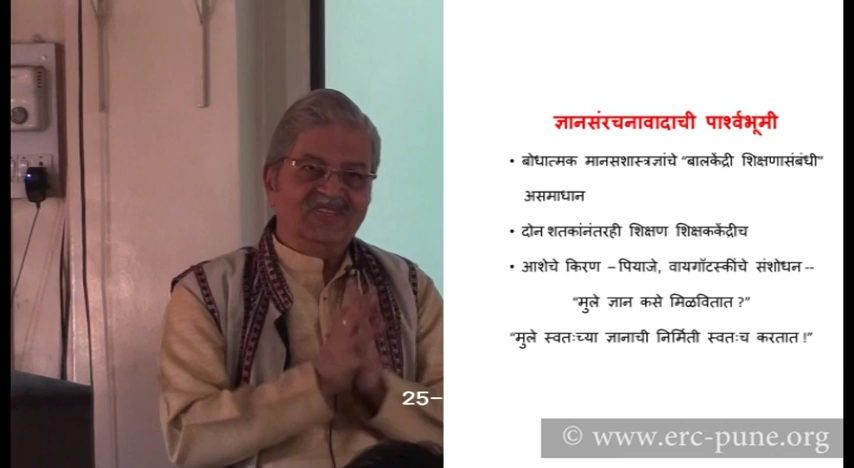 ज्ञानसंरचनावादाची पार्श्वभूमी
• बोधात्मक मानसशास्त्रज्ञांचे “बालकेंद्री शिक्षणासंबंधी”
असमाधान
• दोन शतकांनंतरही शिक्षण शिक्षककेंद्रीच
• आशेचे किरण – पियाजे, वायगॉटस्कींचे संशोधन --
“मुले ज्ञान कसे मिळवितात ?”
“मुले स्वतःच्या ज्ञानाची निर्मिती स्वतःच करतात !”
25-
© www.erc-pune.org